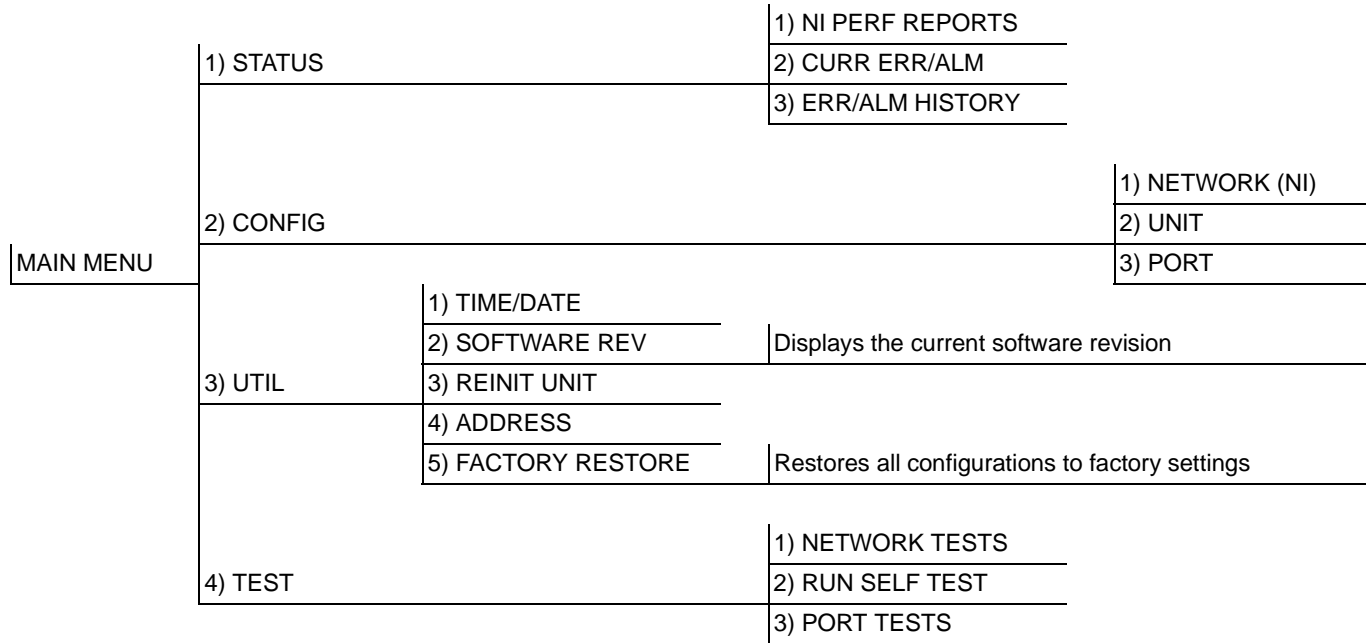 1) NI PERF REPORTS
1) STATUS
2) CURR ERR/ALM
3) ERR/ALM HISTORY
1) NETWORK (NI)
2) CONFIG
2) UNIT
MAIN MENU
3) PORT
1) TIME/DATE
2) SOFTWARE REV
Displays the current software revision
3) UTIL
3) REINIT UNIT
4) ADDRESS
5) FACTORY RESTORE
Restores all configurations to factory settings
1) NETWORK TESTS
4) TEST
2) RUN SELF TEST
3) PORT TESTS